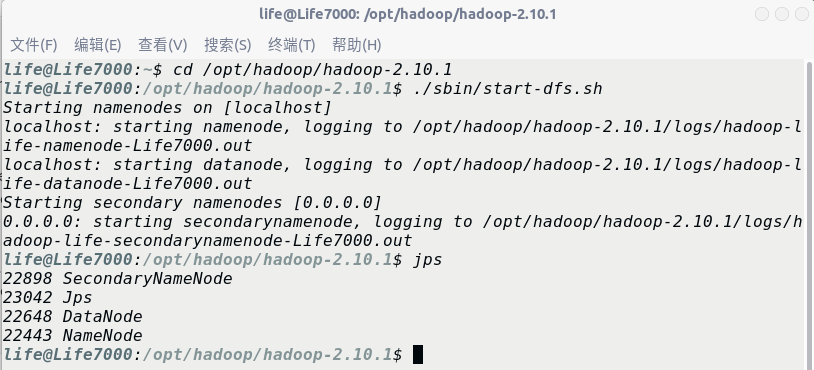 life@Life7000: /opt/hadoop/hadoop-2.10.1
文件(F) 编辑(E) 查看(V) 搜索(S) 终端(T) 帮助(H)
life@Life7000:~$ cd /opt/hadoop/hadoop-2.10.1
life@Life7000:/opt/hadoop/hadoop-2.10.1$ ./sbin/start-dfs.sh
Starting namenodes on [localhost]
localhost: starting namenode, logging to /opt/hadoop/hadoop-2.10.1/logs/hadoop-l
ife-namenode-Life7000.out
localhost: starting datanode, logging to /opt/hadoop/hadoop-2.10.1/logs/hadoop-l
ife-datanode-Life7000.out
Starting secondary namenodes [0.0.0.0]
0.0.0.0: starting secondarynamenode, logging to /opt/hadoop/hadoop-2.10.1/logs/h
adoop-life-secondarynamenode-Life7000.out
life@Life7000:/opt/hadoop/hadoop-2.10.1$ jps
22898 SecondaryNameNode
23042 Jps
22648 DataNode
22443 NameNode
life@Life7000:/opt/hadoop/hadoop-2.10.1$